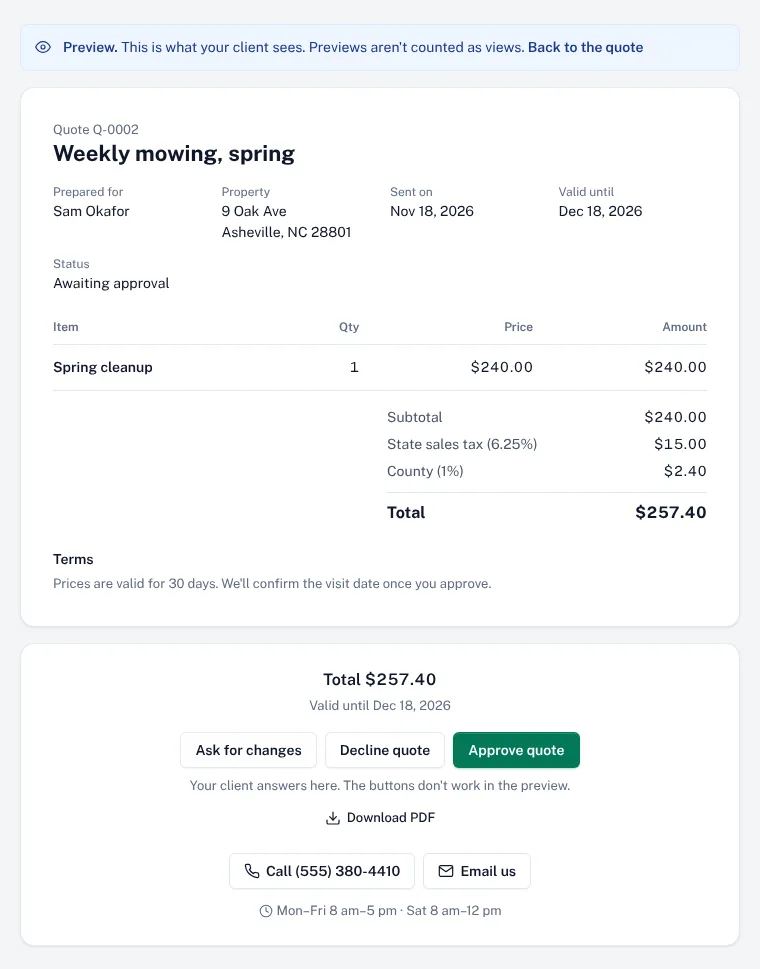 Preview. This is what your client sees. Previews aren't counted as views. Back to the quote
Quote Q-0002
Weekly mowing, spring
Prepared for
Sam Okafor
Property
9 Oak Ave
Asheville, NC 28801
Sent on
Nov 18, 2026
Valid until
Dec 18, 2026
Status
Awaiting approval
Item Qty Price Amount
Spring cleanup 1 $240.00 $240.00
Subtotal $240.00
State sales tax (6.25%) $15.00
County (1%) $2.40
Total $257.40
Terms
Prices are valid for 30 days. We'll confirm the visit date once you approve.
Total $257.40
Valid until Dec 18, 2026
Ask for changes Decline quote Approve quote
Your client answers here. The buttons don't work in the preview.
Download PDF
Call (555) 380-4410 Email us
Mon–Fri 8 am–5 pm · Sat 8 am–12 pm